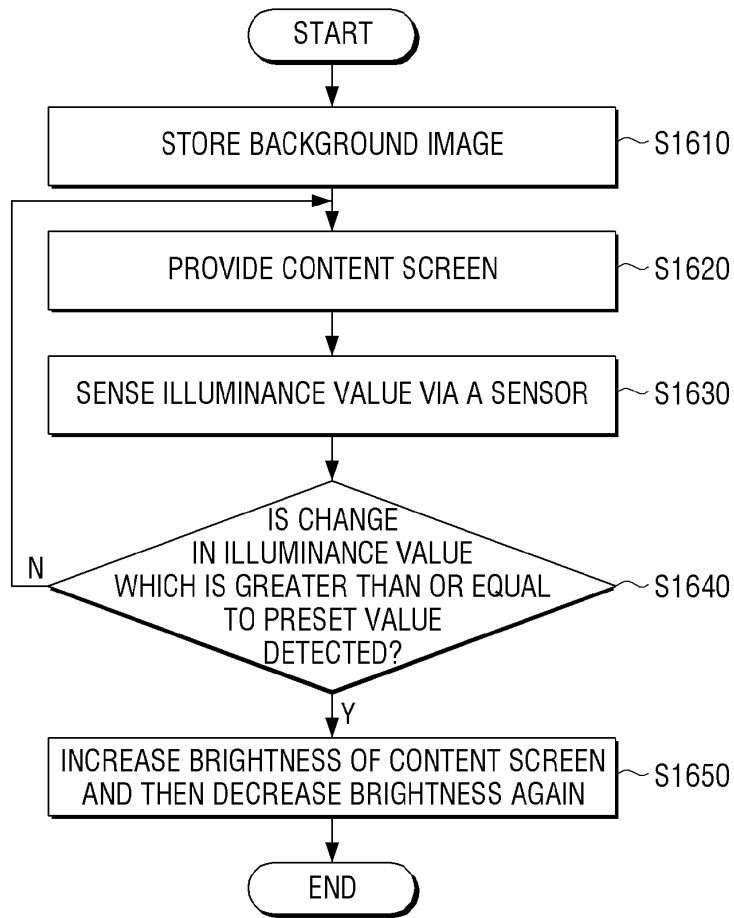 START
STORE BACKGROUND IMAGE
S1610
PROVIDE CONTENT SCREEN
S1620
SENSE ILLUMINANCE VALUE VIA A SENSOR
S1630
IS CHANGE
IN ILLUMINANCE VALUE
WHICH IS GREATER THAN OR EQUAL
TO PRESET VALUE
DETECTED?
S1640
N
Y
INCREASE BRIGHTNESS OF CONTENT SCREEN
AND THEN DECREASE BRIGHTNESS AGAIN
S1650
END